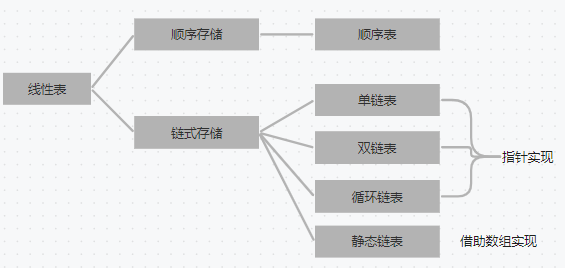 顺序存储
顺序表
线性表
单链表
链式存储
双链表
指针实现
循环链表
静态链表
借助数组实现